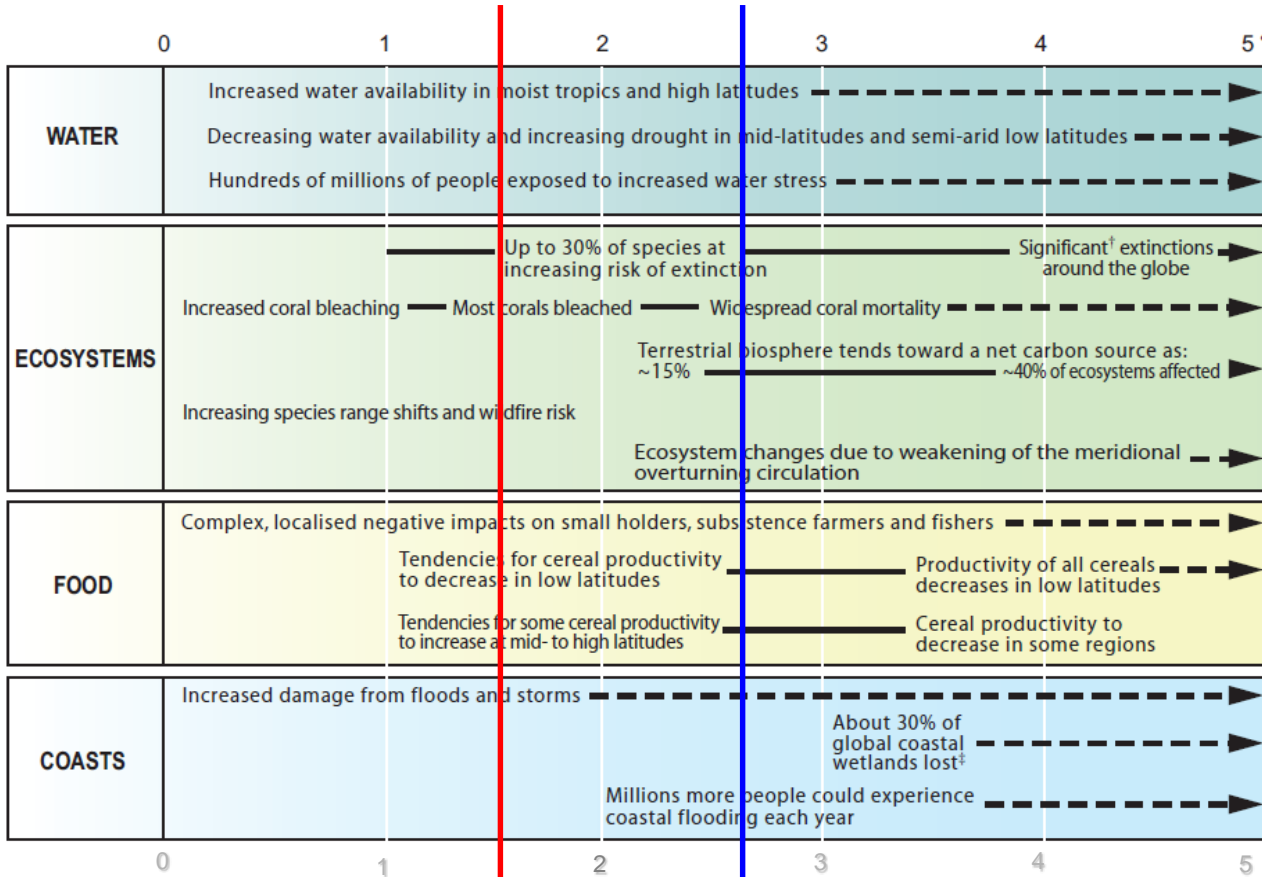 0 1 2 3 4 5
WATER
Increased water availability in moist tropics and high latitudes
Decreasing water availability and increasing drought in mid-latitudes and semi-arid low latitudes
Hundreds of millions of people exposed to increased water stress
ECOSYSTEMS
Up to 30% of species at
increasing risk of extinction
Significant† extinctions
around the globe
Increased coral bleaching Most corals bleached Widespread coral mortality
Terrestrial biosphere tends toward a net carbon source as:
~15% ~40% of ecosystems affected
Increasing species range shifts and wildfire risk
Ecosystem changes due to weakening of the meridional
overturning circulation
FOOD
Complex, localised negative impacts on small holders, subsistence farmers and fishers
Tendencies for cereal productivity
to decrease in low latitudes
Productivity of all cereals
decreases in low latitudes
Tendencies for some cereal productivity
to increase at mid- to high latitudes
Cereal productivity to
decrease in some regions
COASTS
Increased damage from floods and storms
About 30% of
global coastal
wetlands lost‡
Millions more people could experience
coastal flooding each year
0 1 2 3 4 5